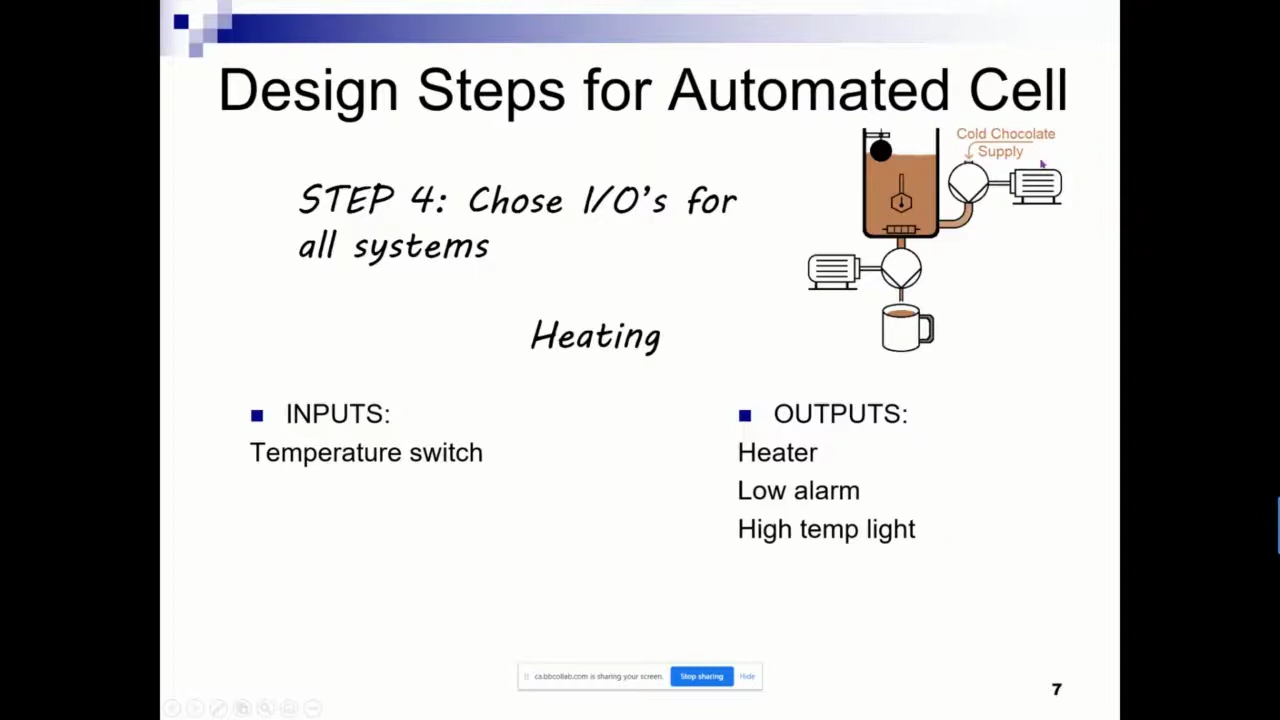 Design Steps for Automated Cell
Cold Chocolate
Supply
STEP 4: Chose I/O's for
all systems
Heating
INPUTS:
Temperature switch
OUTPUTS:
Heater
Low alarm
High temp light
ca.bbcollab.com is sharing your screen.
Stop sharing
Hide
7